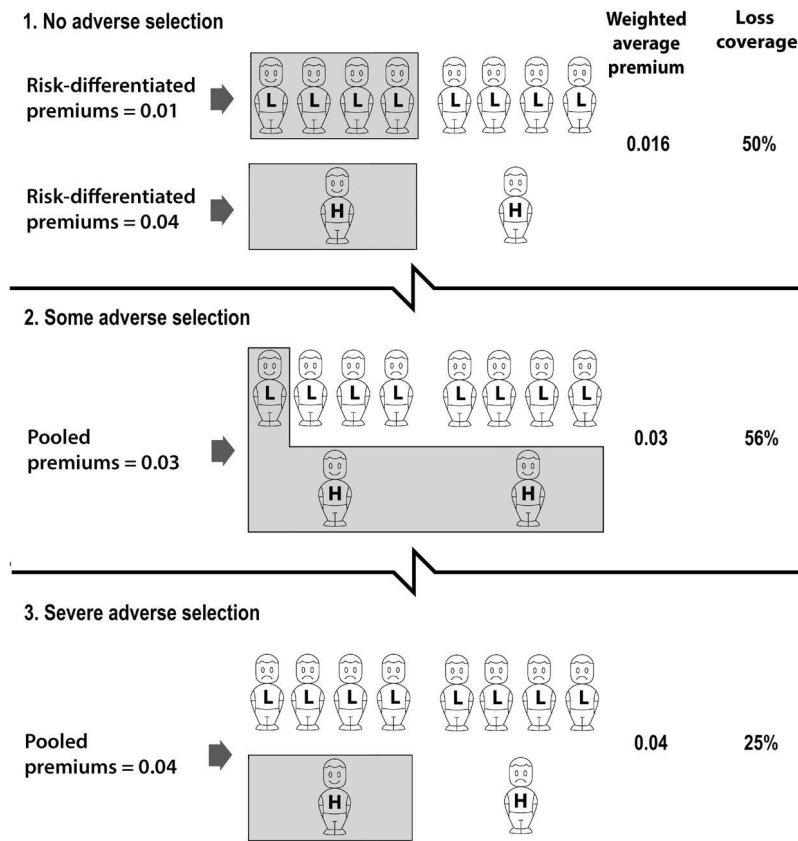 1. No adverse selection
Weighted
average
premium
Loss
coverage
Risk-differentiated
premiums = 0.01
L L L L L L L L
0.016
50%
Risk-differentiated
premiums = 0.04
H H
2. Some adverse selection
L L L L L L L L
Pooled
premiums = 0.03
0.03
56%
H H
3. Severe adverse selection
L L L L L L L L
Pooled
premiums = 0.04
0.04
25%
H H